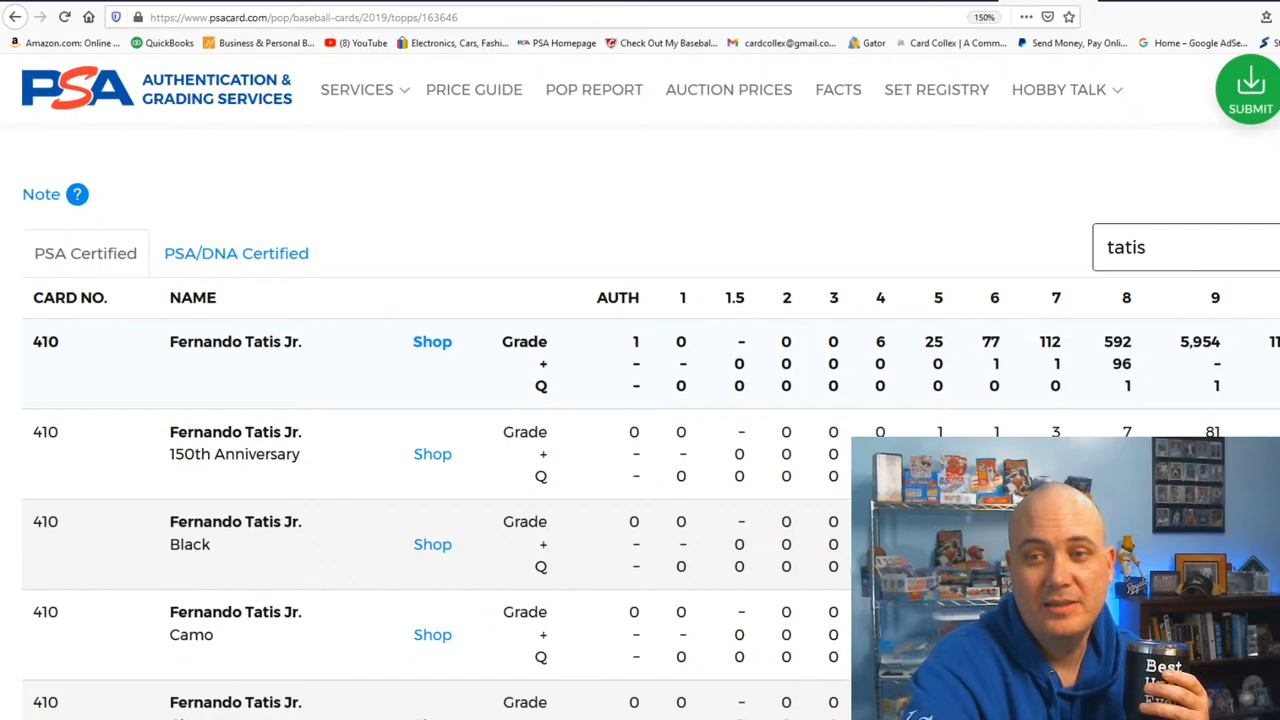 https://www.psacard.com/pop/baseball-cards/2019/topps/163646
150%
Amazon.com: Online ... QuickBooks Business & Personal B... (8) YouTube Electronics, Cars, Fashi... PSA Homepage Check Out My Basebal... cardcollex@gmail.co... Gator Card Collex | A Comm... Send Money, Pay Onli... Home – Google AdSe...
PSA AUTHENTICATION &
GRADING SERVICES
SERVICES PRICE GUIDE POP REPORT AUCTION PRICES FACTS SET REGISTRY HOBBY TALK
SUBMIT
Note ?
PSA Certified PSA/DNA Certified tatis
CARD NO. NAME AUTH 1 1.5 2 3 4 5 6 7 8 9
410 Fernando Tatis Jr. Shop Grade 1 0 – 0 0 6 25 77 112 592 5,954 11
+ – – 0 0 0 0 0 1 1 96 –
Q – 0 0 0 0 0 0 0 0 1 1
410 Fernando Tatis Jr. Grade 0 0 – 0 0 0 1 1 3 7 81
150th Anniversary Shop + – – 0 0 0
Q – 0 0 0 0
410 Fernando Tatis Jr. Grade 0 0 – 0 0
Black Shop + – – 0 0 0
Q – 0 0 0 0
410 Fernando Tatis Jr. Grade 0 0 – 0 0
Camo Shop + – – 0 0 0
Q – 0 0 0 0
410 Fernando Tatis Jr. Grade 0 0 – 0 0
Best